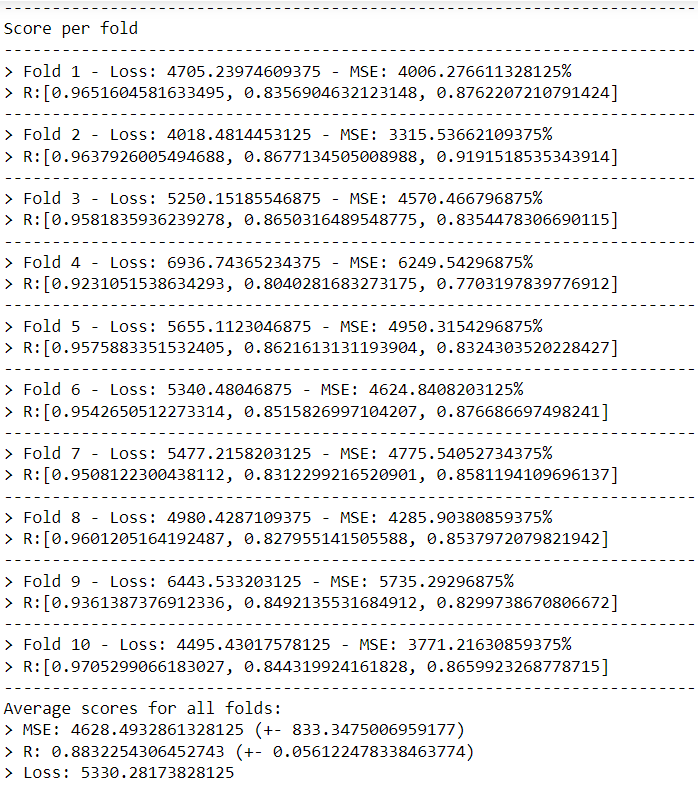 ------------------------------------------------------------------------
Score per fold
------------------------------------------------------------------------
> Fold 1 - Loss: 4705.23974609375 - MSE: 4006.276611328125%
> R:[0.9651604581633495, 0.8356904632123148, 0.8762207210791424]
------------------------------------------------------------------------
> Fold 2 - Loss: 4018.4814453125 - MSE: 3315.53662109375%
> R:[0.9637926005494688, 0.8677134505008988, 0.9191518535343914]
------------------------------------------------------------------------
> Fold 3 - Loss: 5250.15185546875 - MSE: 4570.466796875%
> R:[0.9581835936239278, 0.8650316489548775, 0.8354478306690115]
------------------------------------------------------------------------
> Fold 4 - Loss: 6936.74365234375 - MSE: 6249.54296875%
> R:[0.9231051538634293, 0.8040281683273175, 0.7703197839776912]
------------------------------------------------------------------------
> Fold 5 - Loss: 5655.1123046875 - MSE: 4950.3154296875%
> R:[0.9575883351532405, 0.8621613131193904, 0.8324303520228427]
------------------------------------------------------------------------
> Fold 6 - Loss: 5340.48046875 - MSE: 4624.8408203125%
> R:[0.9542650512273314, 0.8515826997104207, 0.876686697498241]
------------------------------------------------------------------------
> Fold 7 - Loss: 5477.2158203125 - MSE: 4775.54052734375%
> R:[0.9508122300438112, 0.8312299216520901, 0.8581194109696137]
------------------------------------------------------------------------
> Fold 8 - Loss: 4980.4287109375 - MSE: 4285.90380859375%
> R:[0.9601205164192487, 0.827955141505588, 0.8537972079821942]
------------------------------------------------------------------------
> Fold 9 - Loss: 6443.533203125 - MSE: 5735.29296875%
> R:[0.9361387376912336, 0.8492135531684912, 0.8299738670806672]
------------------------------------------------------------------------
> Fold 10 - Loss: 4495.43017578125 - MSE: 3771.21630859375%
> R:[0.9705299066183027, 0.844319924161828, 0.8659923268778715]
------------------------------------------------------------------------
Average scores for all folds:
> MSE: 4628.4932861328125 (+- 833.3475006959177)
> R: 0.8832254306452743 (+- 0.056122478338463774)
> Loss: 5330.28173828125